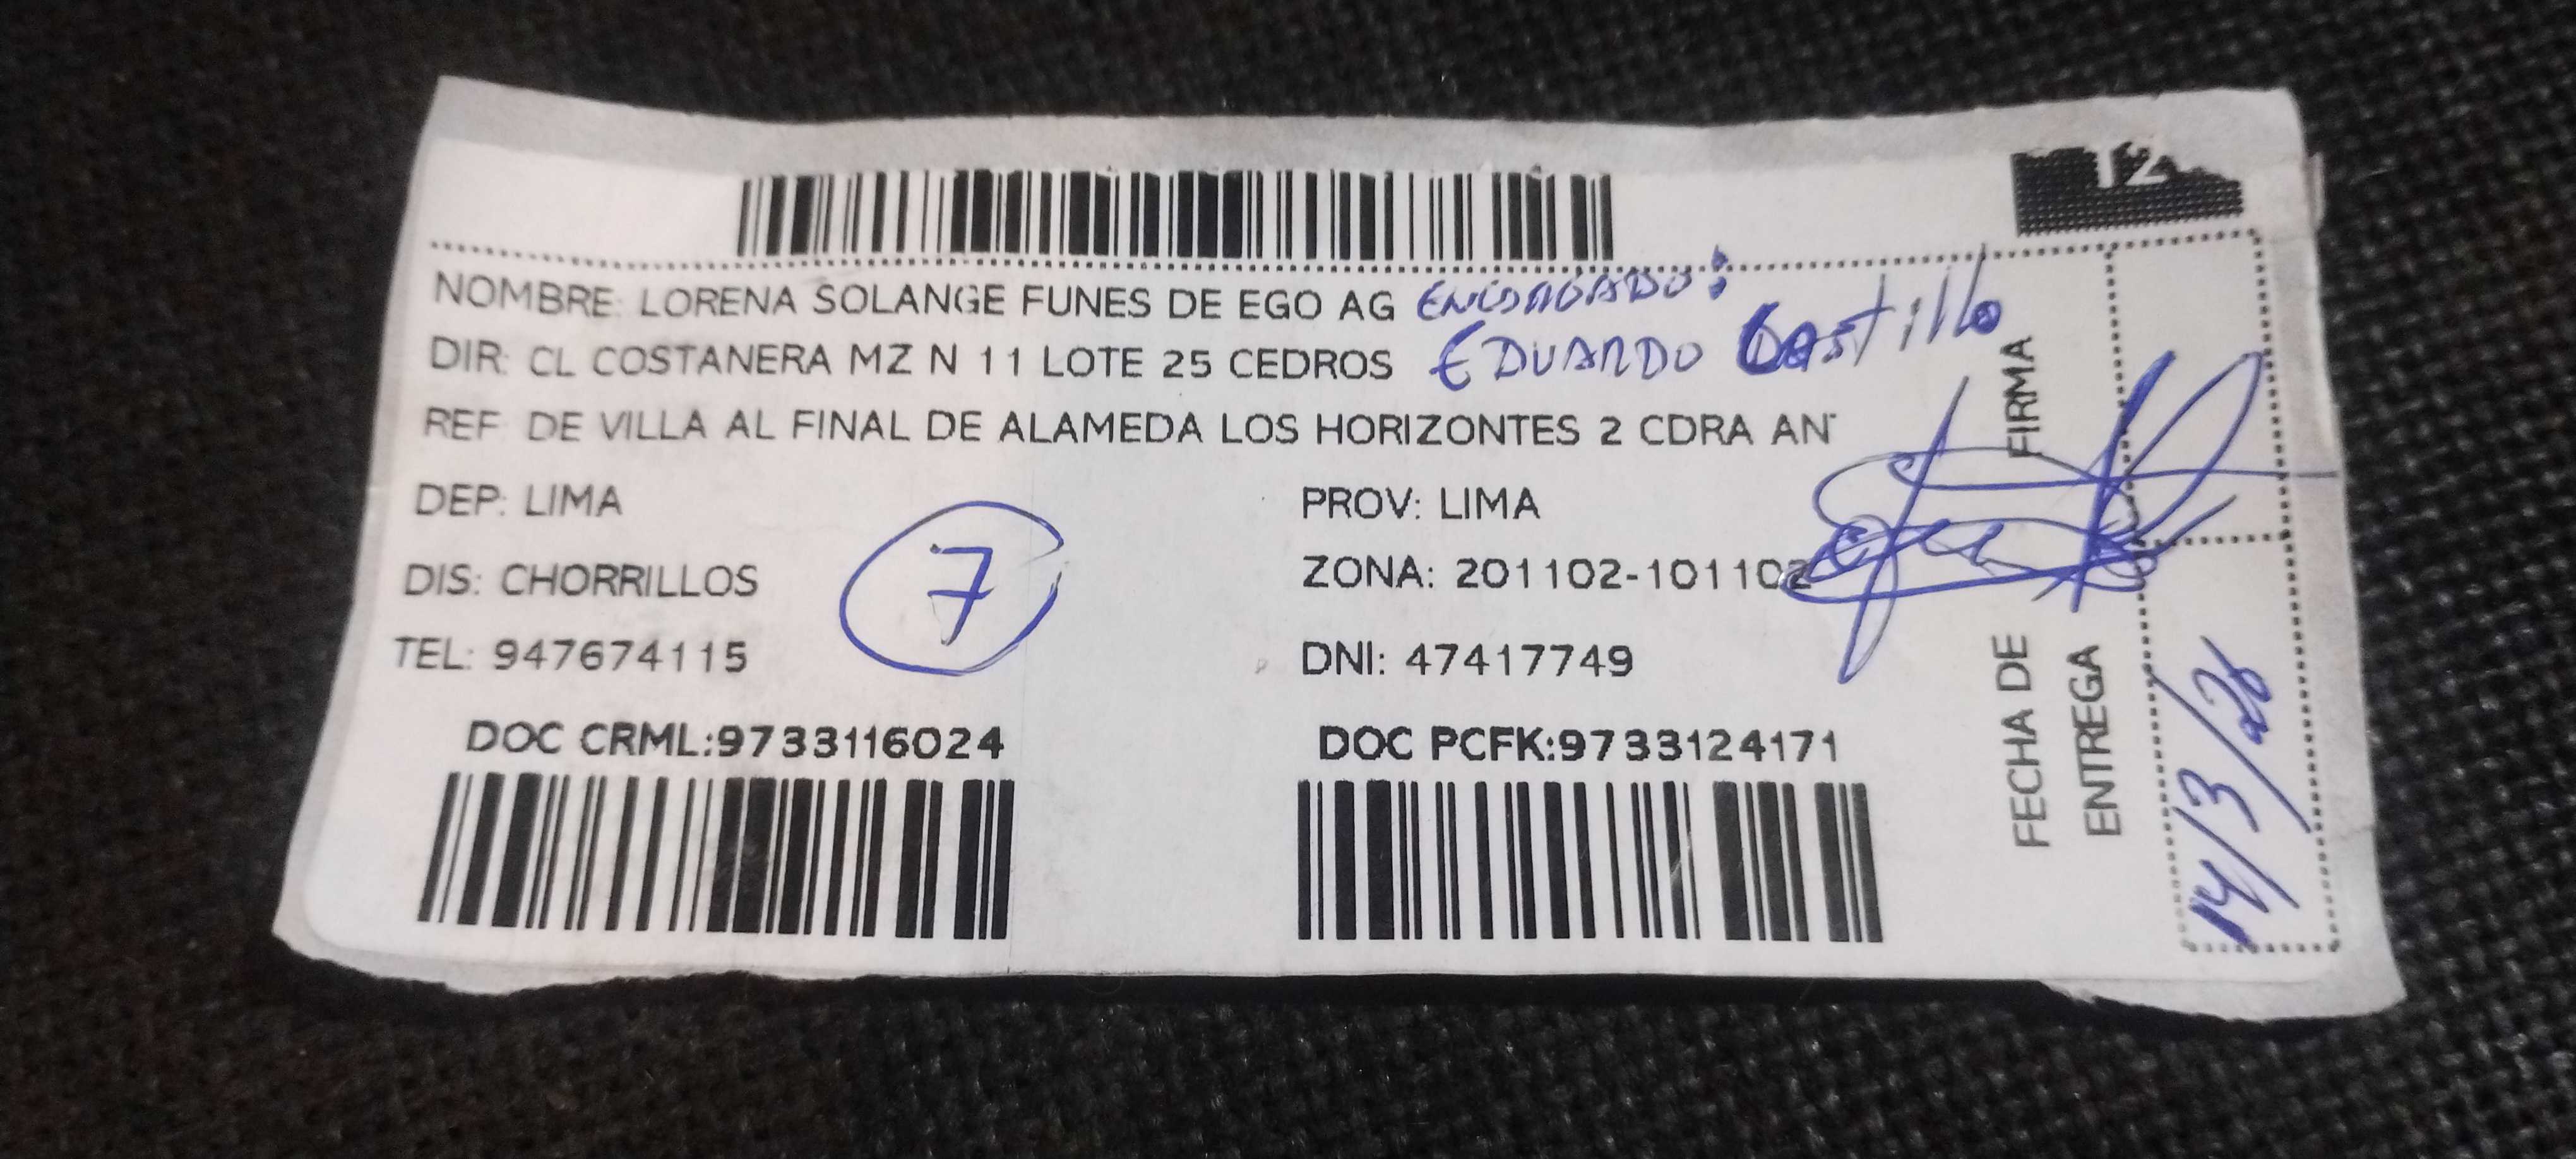 12
NOMBRE: LORENA SOLANGE FUNES DE EGO AG ENCARGADO:
DIR: CL COSTANERA MZ N 11 LOTE 25 CEDROS EDUARDO Castillo
REF: DE VILLA AL FINAL DE ALAMEDA LOS HORIZONTES 2 CDRA
DEP: LIMA PROV: LIMA
DIS: CHORRILLOS 7 ZONA: 201102-101102
TEL: 947674115 DNI: 47417749
DOC CRML:9733116024 DOC PCFK:9733124171
FIRMA
FECHA DE
ENTREGA
14/3/26